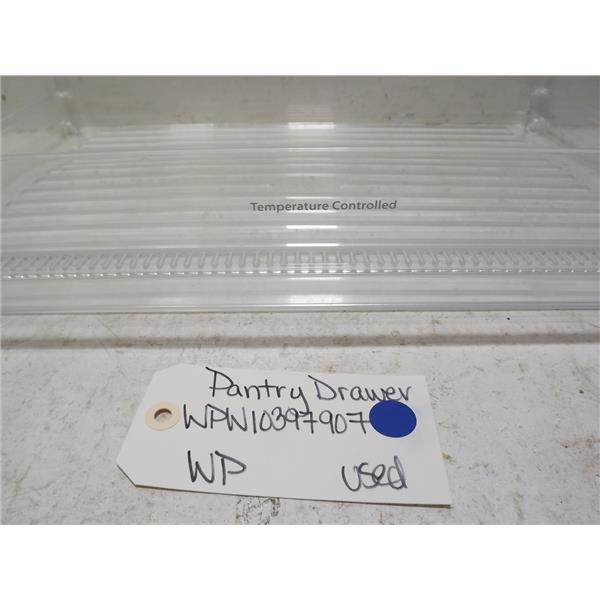 Temperature Controlled
Pantry Drawer
WPW10397907
WP used